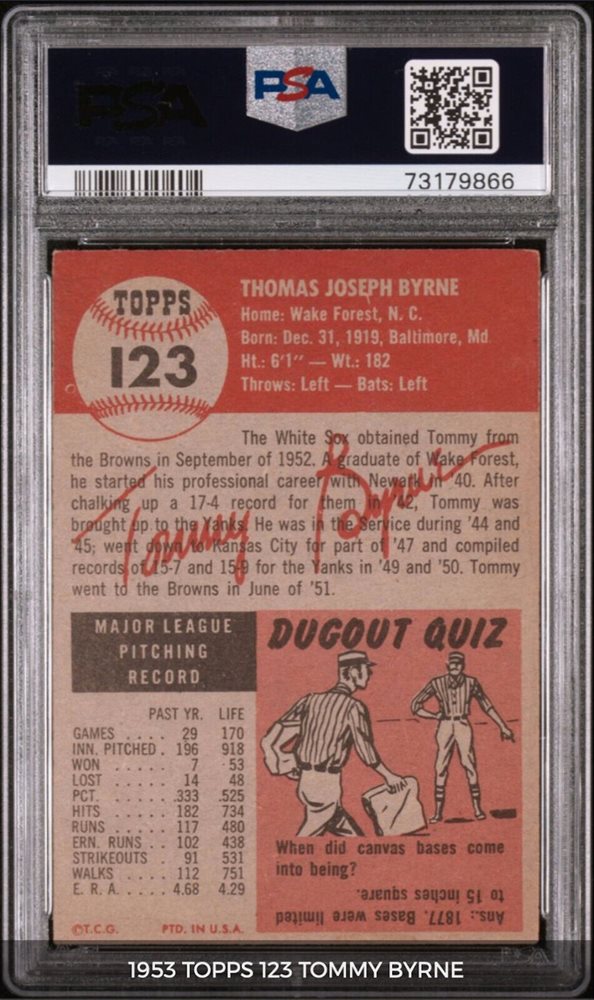 PSA
PSA
73179866
TOPPS
123
THOMAS JOSEPH BYRNE
Home: Wake Forest, N. C.
Born: Dec. 31, 1919, Baltimore, Md
Ht.: 6'1" — Wt.: 182
Throws: Left — Bats: Left
The White Sox obtained Tommy from
the Browns in September of 1952. A graduate of Wake Forest,
he started his professional career with Newark in '40. After
chalking up a 17-4 record for them in '42, Tommy was
brought up to the Yanks. He was in the Service during '44 and
'45; went down to Kansas City for part of '47 and compiled
records of 15-7 and 15-9 for the Yanks in '49 and '50. Tommy
went to the Browns in June of '51.
Tommy Byrne
MAJOR LEAGUE
PITCHING
RECORD
PAST YR. LIFE
GAMES .... 29 170
INN. PITCHED . 196 918
WON ..... 7 53
LOST ..... 14 48
PCT. ..... .333 .525
HITS ..... 182 734
RUNS ..... 117 480
ERN. RUNS .. 102 438
STRIKEOUTS . 91 531
WALKS .... 112 751
E. R. A. .... 4.68 4.29
©T.C.G. PTD. IN U.S.A.
DUGOUT QUIZ
When did canvas bases come
into being?
Ans.: 1877. Bases were limited
to 15 inches square.
1953 TOPPS 123 TOMMY BYRNE